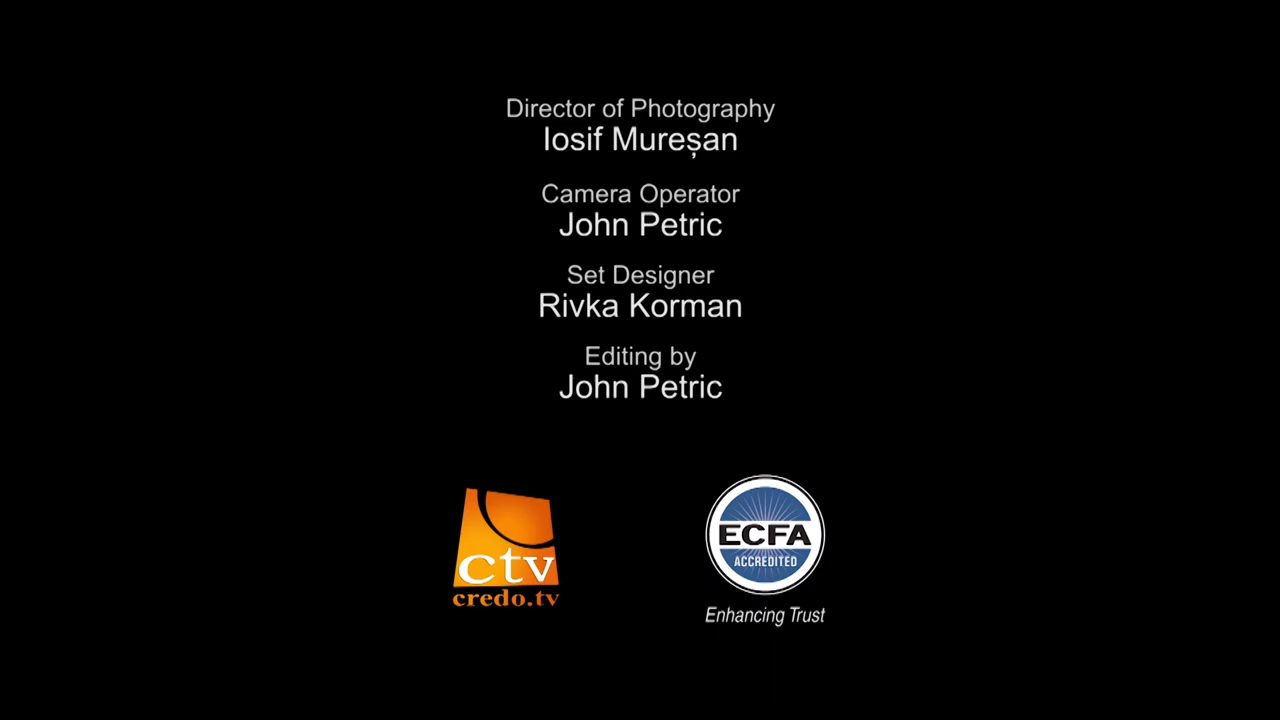 Director of Photography
Iosif Mureșan
Camera Operator
John Petric
Set Designer
Rivka Korman
Editing by
John Petric
ctv
credo.tv
ECFA
ACCREDITED
Enhancing Trust